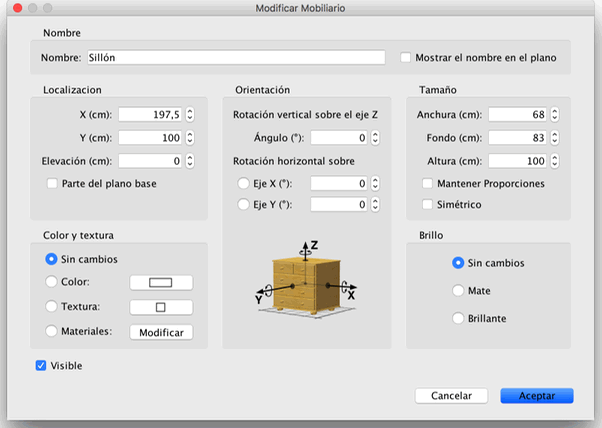 Modificar Mobiliario
Nombre
Nombre: Sillón
Mostrar el nombre en el plano
Localizacion
X (cm): 197,5
Y (cm): 100
Elevación (cm): 0
Parte del plano base
Orientación
Rotación vertical sobre el eje Z
Ángulo (°): 0
Rotación horizontal sobre
Eje X (°): 0
Eje Y (°): 0
Z
Y
X
Tamaño
Anchura (cm): 68
Fondo (cm): 83
Altura (cm): 100
Mantener Proporciones
Simétrico
Color y textura
Sin cambios
Color:
Textura:
Materiales: Modificar
Brillo
Sin cambios
Mate
Brillante
Visible
Cancelar
Aceptar